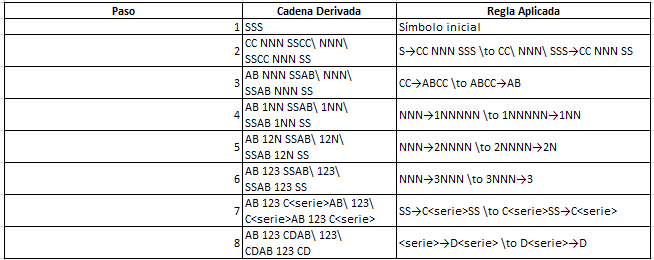 Paso Cadena Derivada Regla Aplicada
1 SSS Símbolo inicial
2 CC NNN SSCC\ NNN\
SSCC NNN SS S→CC NNN SSS \to CC\ NNN\ SSS→CC NNN SS
3 AB NNN SSAB\ NNN\
SSAB NNN SS CC→ABCC \to ABCC→AB
4 AB 1NN SSAB\ 1NN\
SSAB 1NN SS NNN→1NNNNN \to 1NNNNN→1NN
5 AB 12N SSAB\ 12N\
SSAB 12N SS NNN→2NNNN \to 2NNNN→2N
6 AB 123 SSAB\ 123\
SSAB 123 SS NNN→3NNN \to 3NNN→3
7 AB 123 C<serie>AB\ 123\
C<serie>AB 123 C<serie> SS→C<serie>SS \to C<serie>SS→C<serie>
8 AB 123 CDAB\ 123\
CDAB 123 CD <serie>→D<serie> \to D<serie>→D